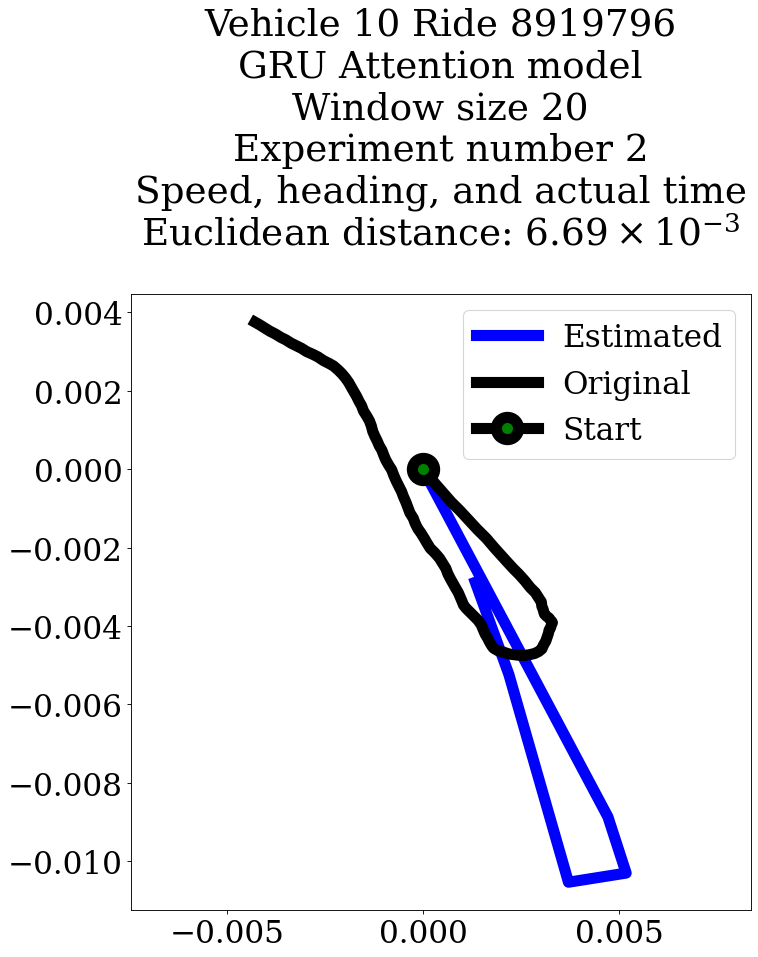 Vehicle 10 Ride 8919796
GRU Attention model
Window size 20
Experiment number 2
Speed, heading, and actual time
Euclidean distance: 6.69 × 10⁻³
Estimated
Original
Start
0.004
0.002
0.000
−0.002
−0.004
−0.006
−0.008
−0.010
−0.005
0.000
0.005